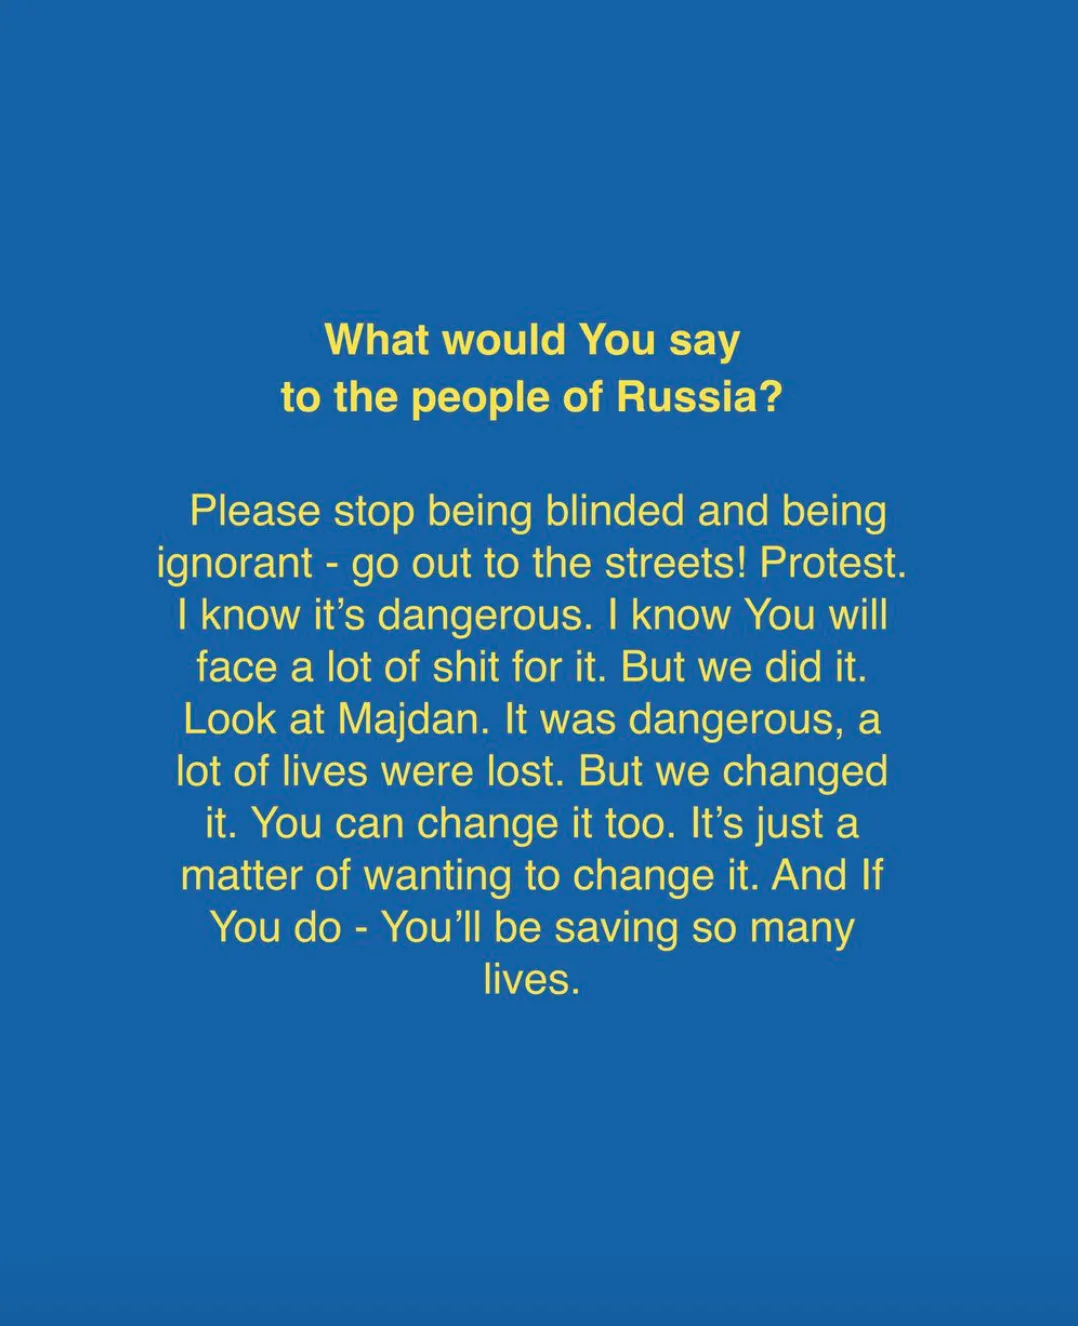 What would You say
to the people of Russia?
Please stop being blinded and being
ignorant - go out to the streets! Protest.
I know it’s dangerous. I know You will
face a lot of shit for it. But we did it.
Look at Majdan. It was dangerous, a
lot of lives were lost. But we changed
it. You can change it too. It’s just a
matter of wanting to change it. And If
You do - You’ll be saving so many
lives.